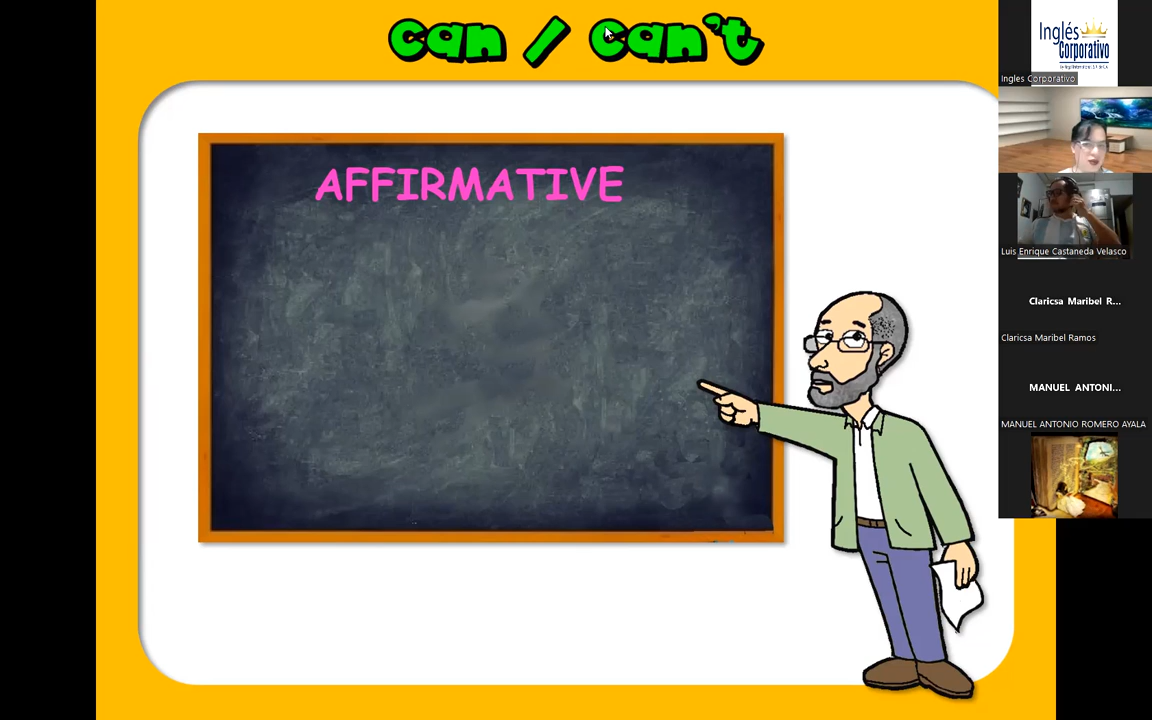 Can / Can't
AFFIRMATIVE
Inglés
Corporativo
Ingles Corporativo
Luis Enrique Castaneda Velasco
Claricsa Maribel R...
Claricsa Maribel Ramos
MANUEL ANTONI...
MANUEL ANTONIO ROMERO AYALA